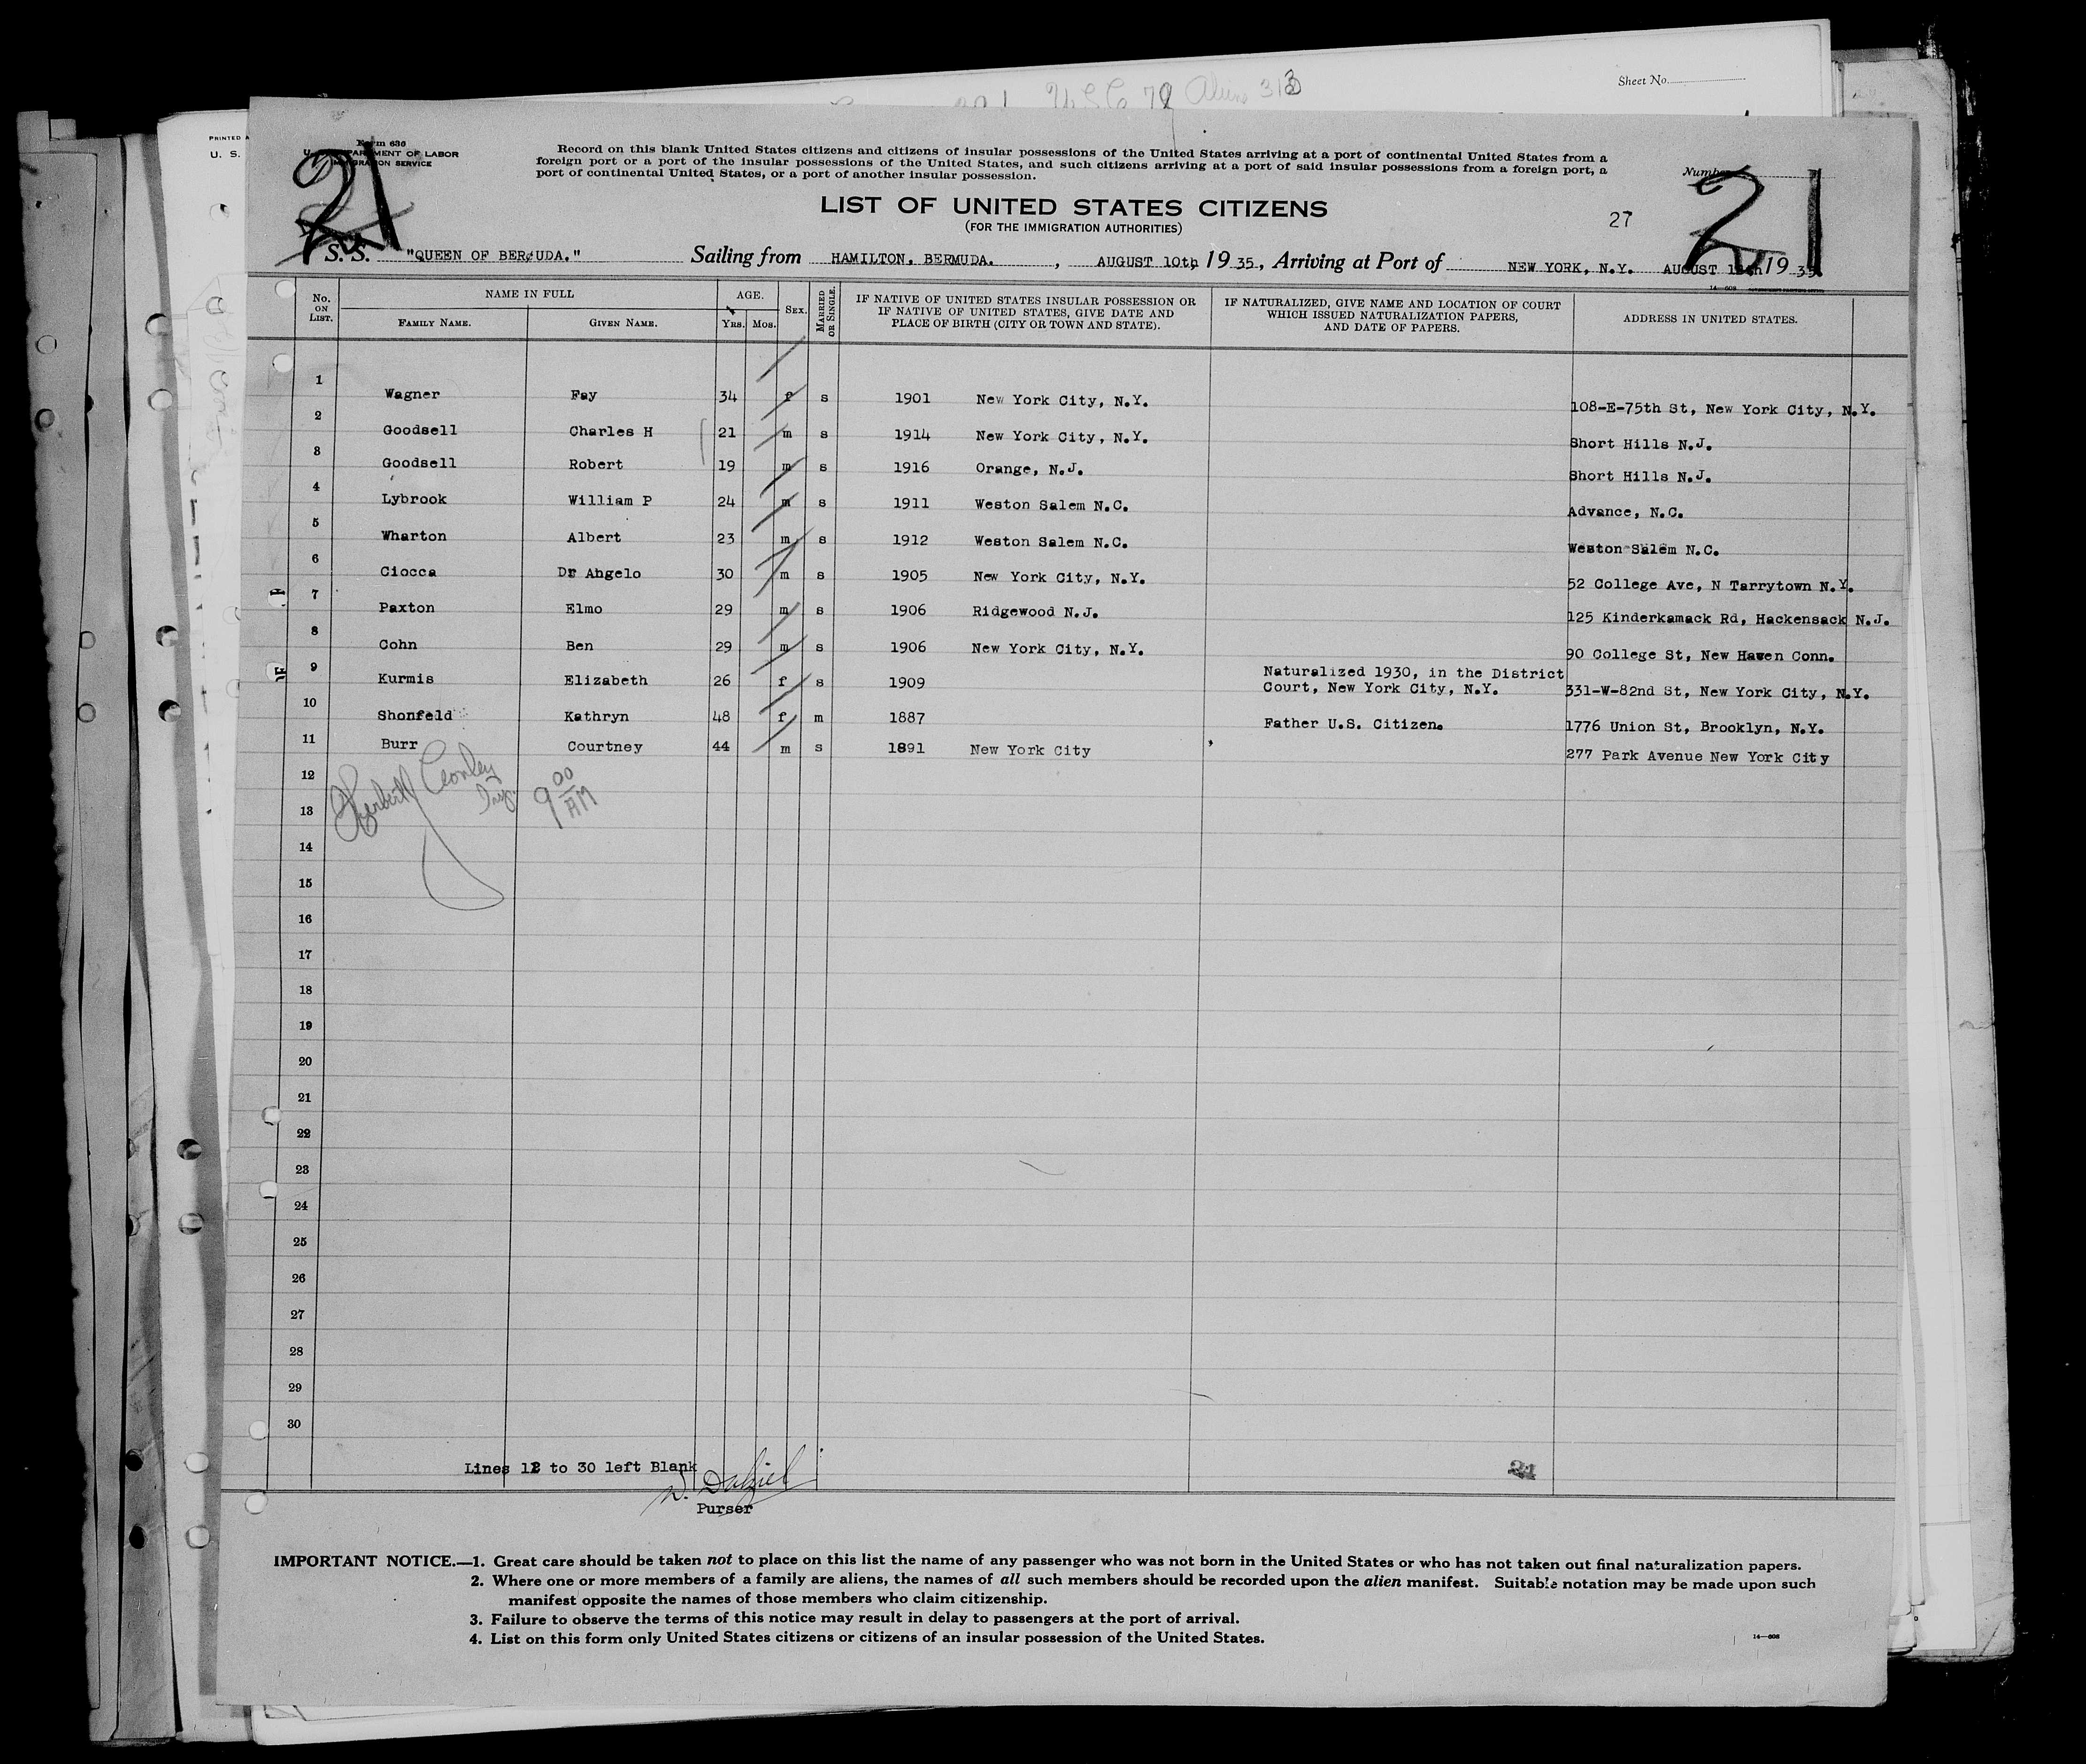 Sheet No.
U.S.C. 79 Aliens 313
PRINTED
U. S.
Form 630
DEPARTMENT OF LABOR
IMMIGRATION SERVICE
21
Record on this blank United States citizens and citizens of insular possessions of the United States arriving at a port of continental United States from a
foreign port or a port of the insular possessions of the United States, and such citizens arriving at a port of said insular possessions from a foreign port, a
port of continental United States, or a port of another insular possession.
Number
21
LIST OF UNITED STATES CITIZENS
(FOR THE IMMIGRATION AUTHORITIES)
27
S. S. "QUEEN OF BERMUDA." Sailing from HAMILTON, BERMUDA. , AUGUST 10th, 1935, Arriving at Port of NEW YORK, N.Y. AUGUST 1935
No. ON LIST. NAME IN FULL AGE. SEX. MARRIED OR SINGLE. IF NATIVE OF UNITED STATES INSULAR POSSESSION OR IF NATIVE OF UNITED STATES, GIVE DATE AND PLACE OF BIRTH (CITY OR TOWN AND STATE). IF NATURALIZED, GIVE NAME AND LOCATION OF COURT WHICH ISSUED NATURALIZATION PAPERS, AND DATE OF PAPERS. ADDRESS IN UNITED STATES.
FAMILY NAME. GIVEN NAME. YRS. MOS.
1 Wagner Fay 34 f s 1901 New York City, N.Y. 108-E-75th St, New York City, N.Y.
2 Goodsell Charles H 21 m s 1914 New York City, N.Y. Short Hills N.J.
3 Goodsell Robert 19 m s 1916 Orange, N.J. Short Hills N.J.
4 Lybrook William P 24 m s 1911 Weston Salem N.C. Advance, N.C.
5 Wharton Albert 23 m s 1912 Weston Salem N.C. Weston Salem N.C.
6 Ciocca Dr Angelo 30 m s 1905 New York City, N.Y. 52 College Ave, N Tarrytown N.Y.
7 Paxton Elmo 29 m s 1906 Ridgewood N.J. 125 Kinderkamack Rd, Hackensack N.J.
8 Cohn Ben 29 m s 1906 New York City, N.Y. 90 College St, New Haven Conn.
9 Kurmis Elizabeth 26 f s 1909 Naturalized 1930, in the District Court, New York City, N.Y. 331-W-82nd St, New York City, N.Y.
10 Shonfeld Kathryn 48 f m 1887 Father U.S. Citizen. 1776 Union St, Brooklyn, N.Y.
11 Burr Courtney 44 m s 1891 New York City 277 Park Avenue New York City
12
Insp. 9 00 AM
13
14
15
16
17
18
19
20
21
22
23
24
25
26
27
28
29
30
Lines 12 to 30 left Blank
Purser
21
IMPORTANT NOTICE.—1. Great care should be taken not to place on this list the name of any passenger who was not born in the United States or who has not taken out final naturalization papers.
2. Where one or more members of a family are aliens, the names of all such members should be recorded upon the alien manifest. Suitable notation may be made upon such
manifest opposite the names of those members who claim citizenship.
3. Failure to observe the terms of this notice may result in delay to passengers at the port of arrival.
4. List on this form only United States citizens or citizens of an insular possession of the United States.
14—608